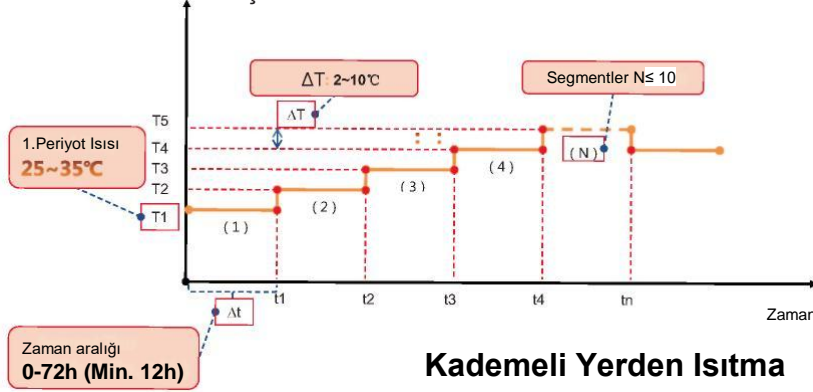 ΔT: 2~10℃
Segmentler N≤ 10
T5
ΔT
1.Periyot Isısı
25~35℃
T4
(N)
T3
(4)
(3)
T2
(2)
T1
(1)
t1
t2
t3
t4
tn
Δt
Zaman
Zaman aralığı
0-72h (Min. 12h)
Kademeli Yerden Isıtma